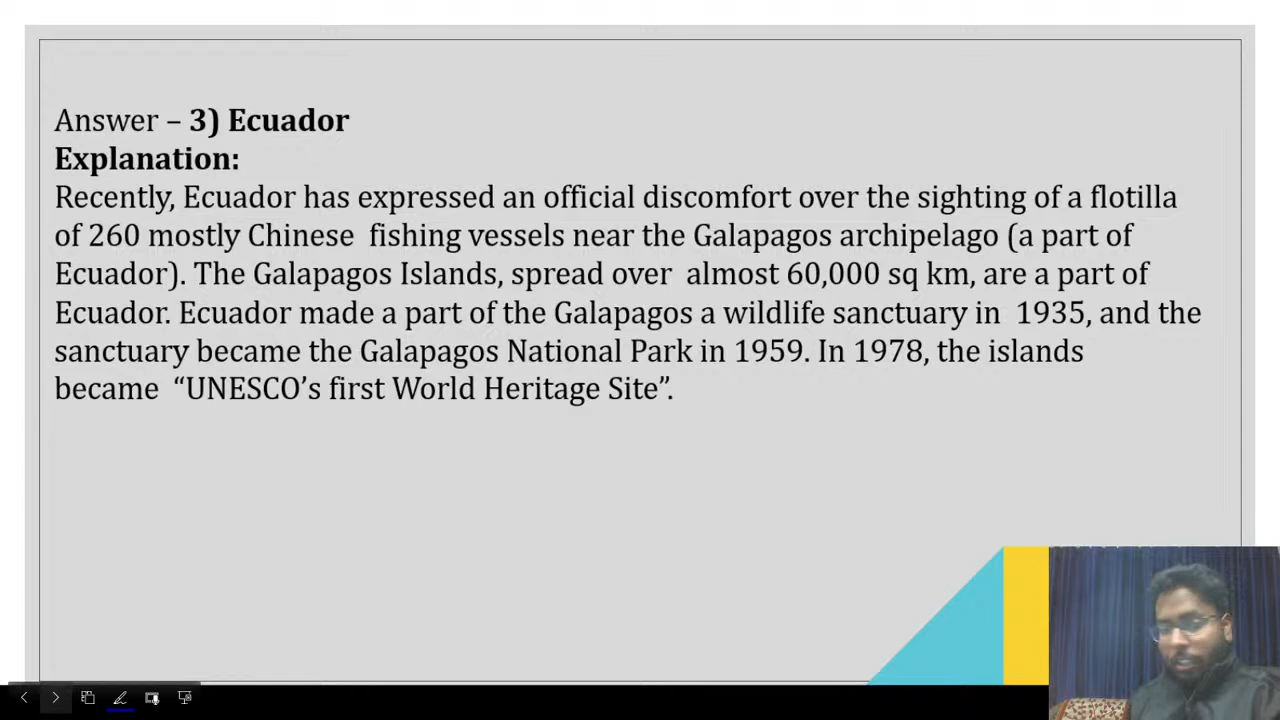 Answer – 3) Ecuador
Explanation:
Recently, Ecuador has expressed an official discomfort over the sighting of a flotilla
of 260 mostly Chinese  fishing vessels near the Galapagos archipelago (a part of
Ecuador). The Galapagos Islands, spread over  almost 60,000 sq km, are a part of
Ecuador. Ecuador made a part of the Galapagos a wildlife sanctuary in  1935, and the
sanctuary became the Galapagos National Park in 1959. In 1978, the islands
became  “UNESCO’s first World Heritage Site”.